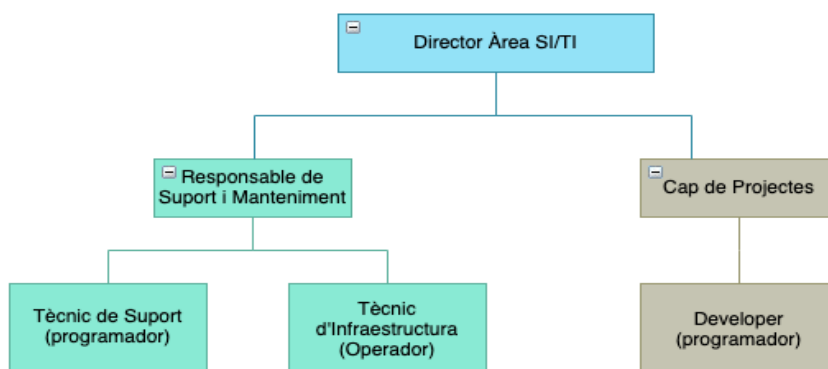 Director Àrea SI/TI
Responsable de
Suport i Manteniment
Cap de Projectes
Tècnic de Suport
(programador)
Tècnic
d'Infraestructura
(Operador)
Developer
(programador)